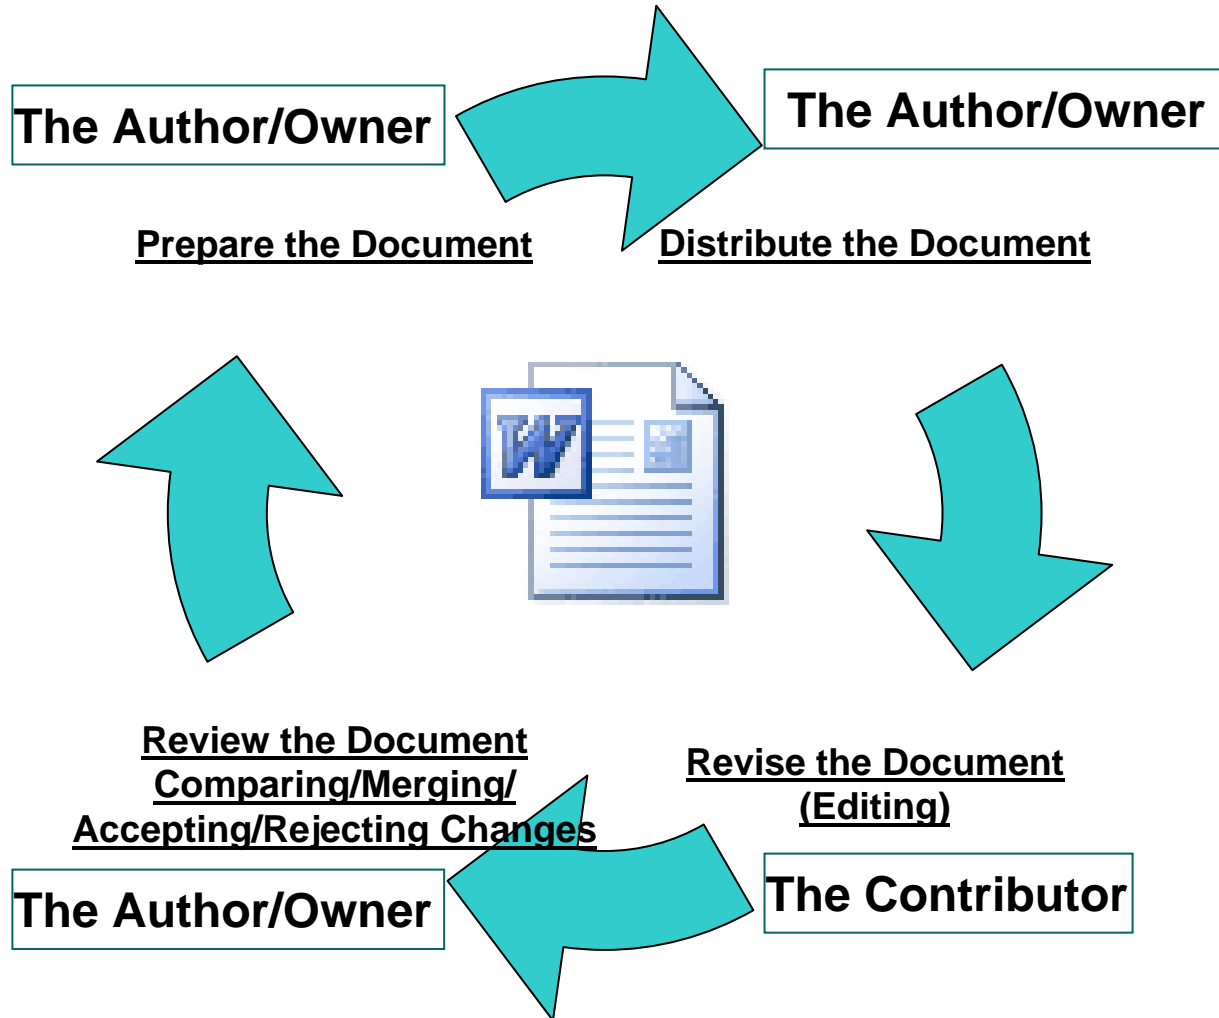 The Author/Owner
The Author/Owner
Prepare the Document
Distribute the Document
W
Review the Document
Comparing/Merging/
Accepting/Rejecting Changes
Revise the Document
(Editing)
The Author/Owner
The Contributor